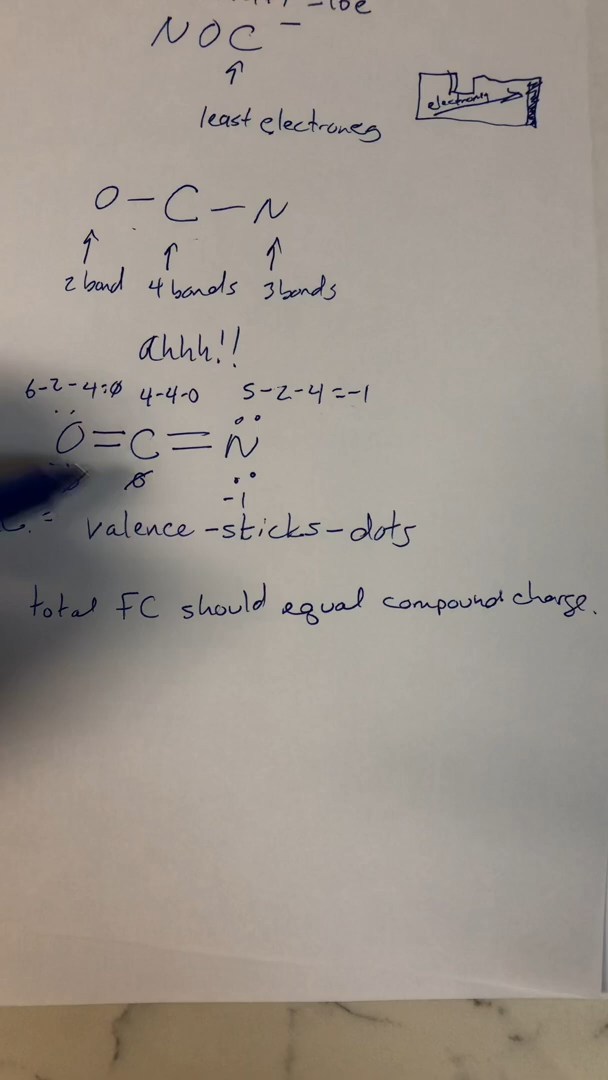 NOC⁻
↑
least electroneg
electroneg →
O – C – N
↑ ↑ ↑
2 bond 4 bonds 3 bonds
ahhh!!
6-2-4=0 4-4-0 5-2-4=-1
O=C=N
0
-1
valence -sticks-dots
total FC should equal compound charge.